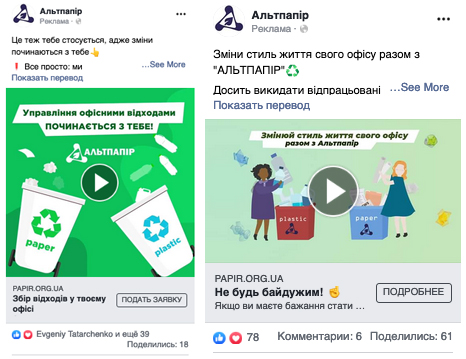 Альтпапір
Реклама ·
Це теж тебе стосується, адже зміни
починаються з тебе👆
❗ Все просто: ми
...See More
Показать перевод
Управління офісними відходами
ПОЧИНАЄТЬСЯ З ТЕБЕ!
АЛЬТПАПІР
paper
plastic
PAPIR.ORG.UA
Збір відходів у твоєму
офісі
ПОДАТЬ ЗАЯВКУ
Evgeniy Tatarchenko и ещё 39
Поделились: 18
Альтпапір
Реклама ·
Зміни стиль життя свого офісу разом з
"АЛЬТПАПІР"♻️
Досить викидати відпрацьовані
...See More
Показать перевод
Змінюй стиль життя свого офісу
разом з Альтпапір
plastic
paper
PAPIR.ORG.UA
Не будь байдужим! ☝️
Якщо ви маєте бажання стати ...
ПОДРОБНЕЕ
78
Комментарии: 6
Поделились: 61